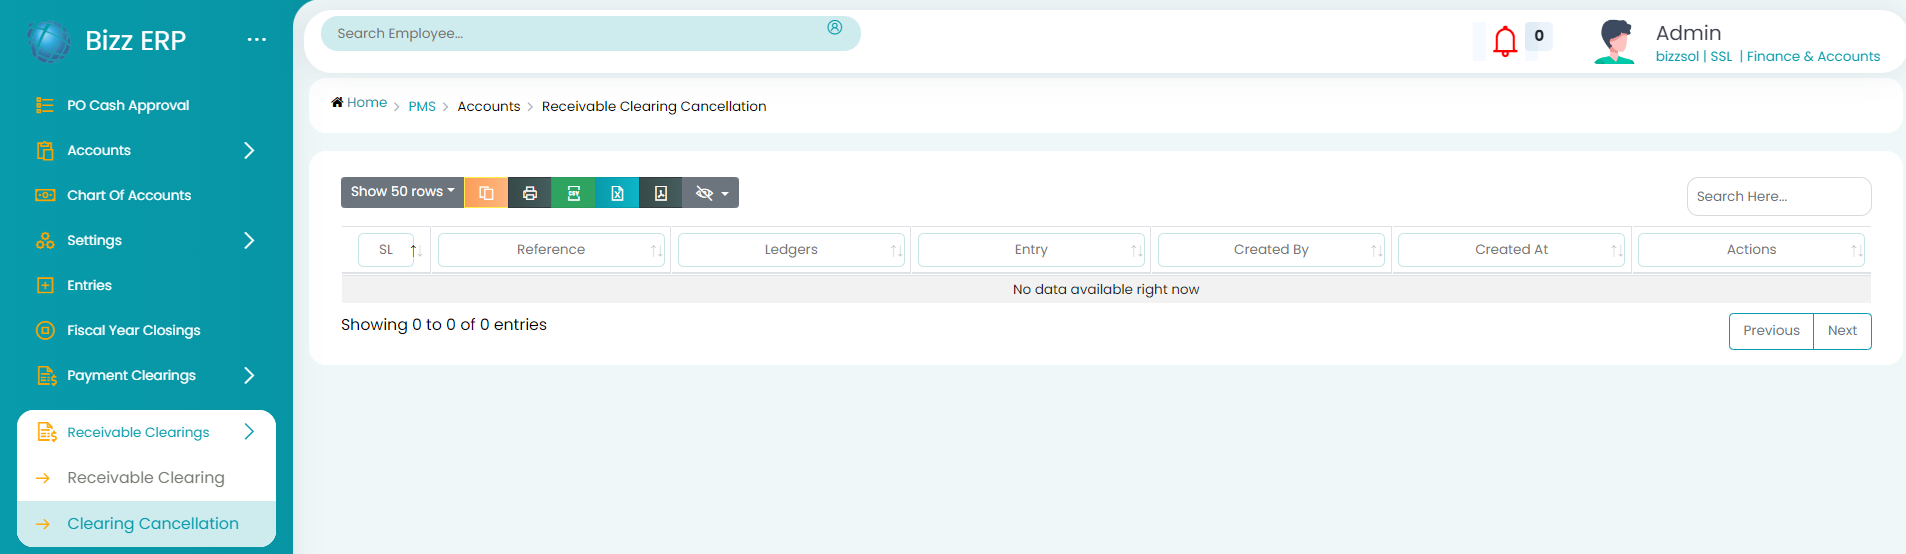 Bizz ERP
PO Cash Approval
Accounts
Chart Of Accounts
Settings
Entries
Fiscal Year Closings
Payment Clearings
Receivable Clearings
Receivable Clearing
Clearing Cancellation
Search Employee...
0
Admin
bizzsol | SSL | Finance & Accounts
Home > PMS > Accounts > Receivable Clearing Cancellation
Show 50 rows
CSV
Search Here...
SL Reference Ledgers Entry Created By Created At Actions
No data available right now
Showing 0 to 0 of 0 entries
Previous Next